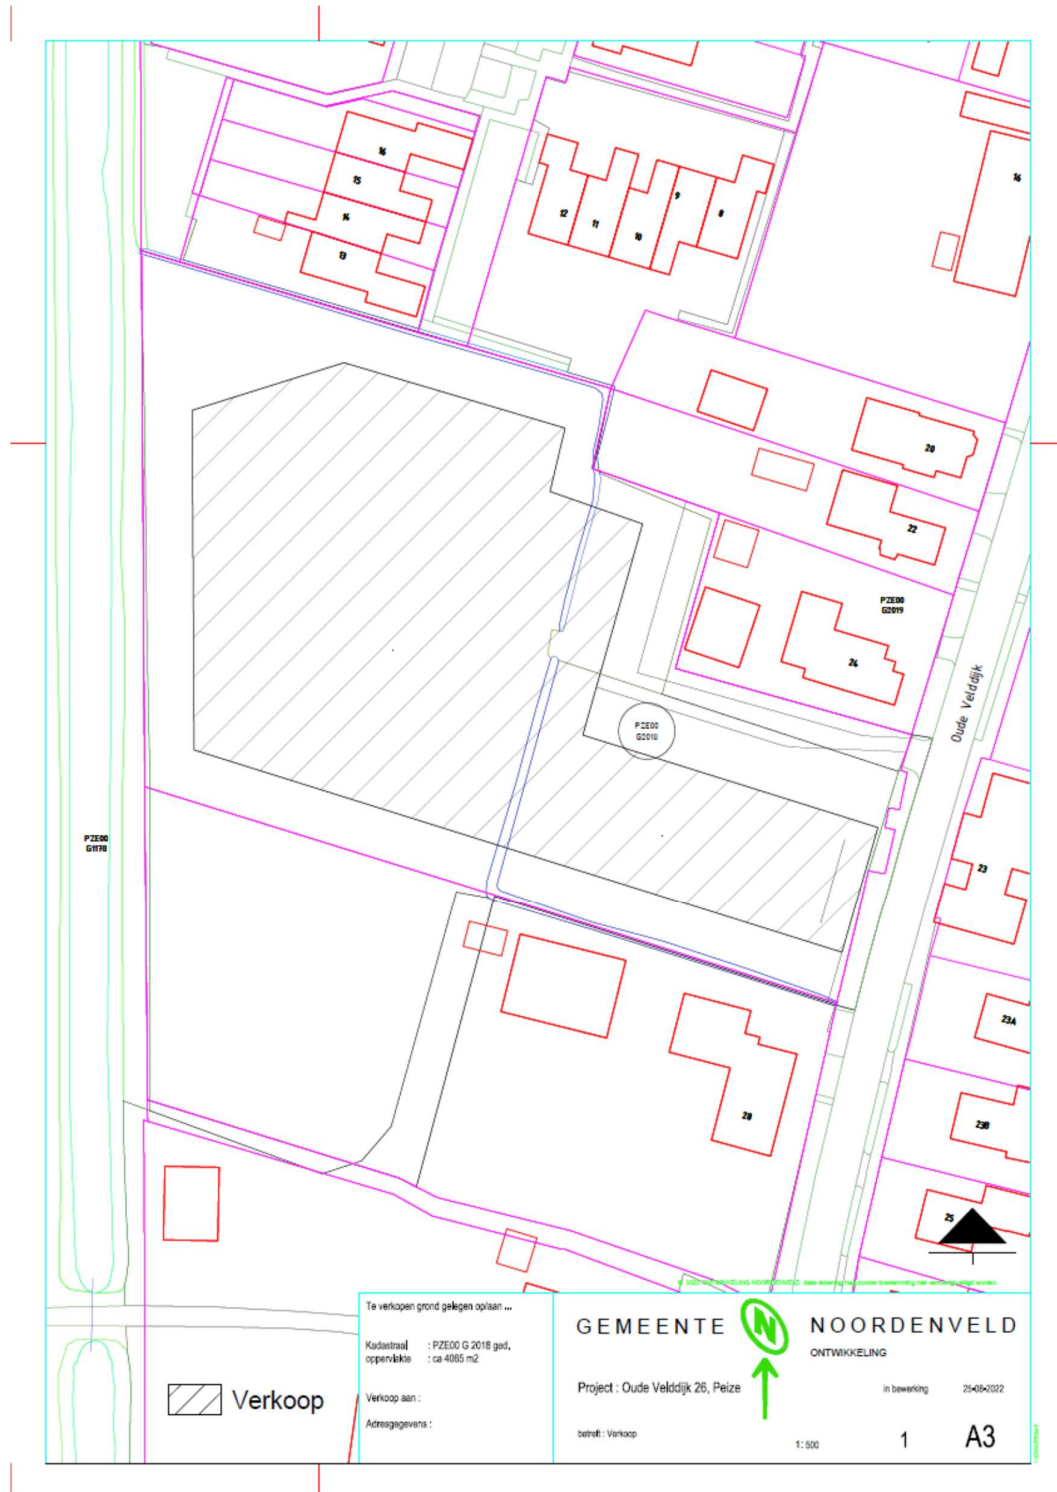 16
15
14
13
12
11
10
9
8
16
20
22
PZE00
G2019
24
Oude Velddijk
PZE00
G2018
PZE00
G1178
23
23A
28
23B
25
Te verkopen grond gelegen op/aan ...
Kadastraal : PZE00 G 2018 ged.
oppervlakte : ca 4065 m2
Verkoop aan :
Adresgegevens :
Verkoop
GEMEENTE N NOORDENVELD
ONTWIKKELING
Project : Oude Velddijk 26, Peize
in bewerking 25-08-2022
betreft : Verkoop
1: 500 1 A3